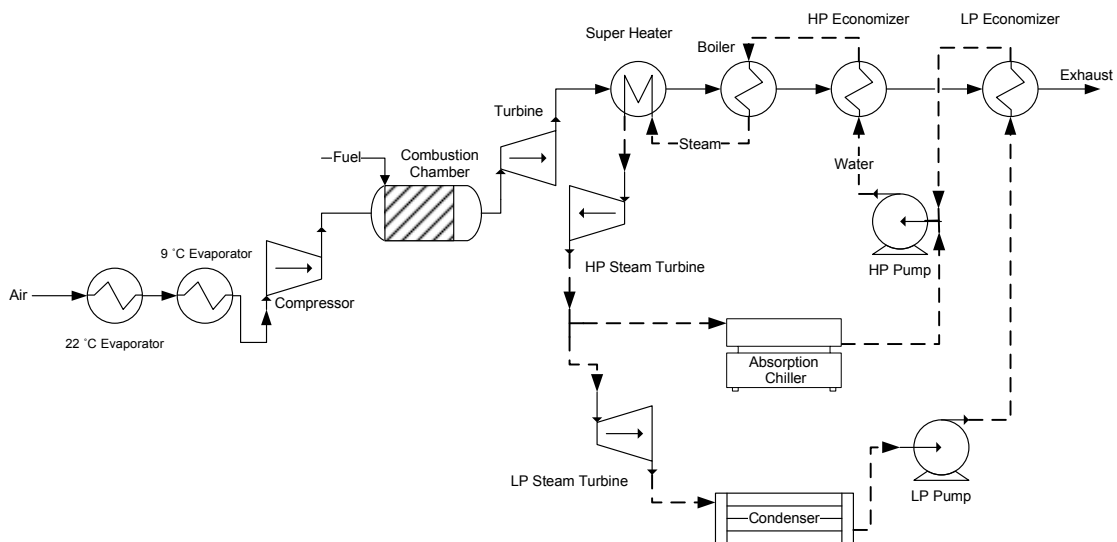 HP Economizer
LP Economizer
Super Heater
Boiler
Exhaust
Turbine
Steam
Fuel
Combustion
Chamber
Water
9 ˚C Evaporator
HP Pump
HP Steam Turbine
Air
Compressor
22 ˚C Evaporator
Absorption
Chiller
LP Steam Turbine
LP Pump
Condenser